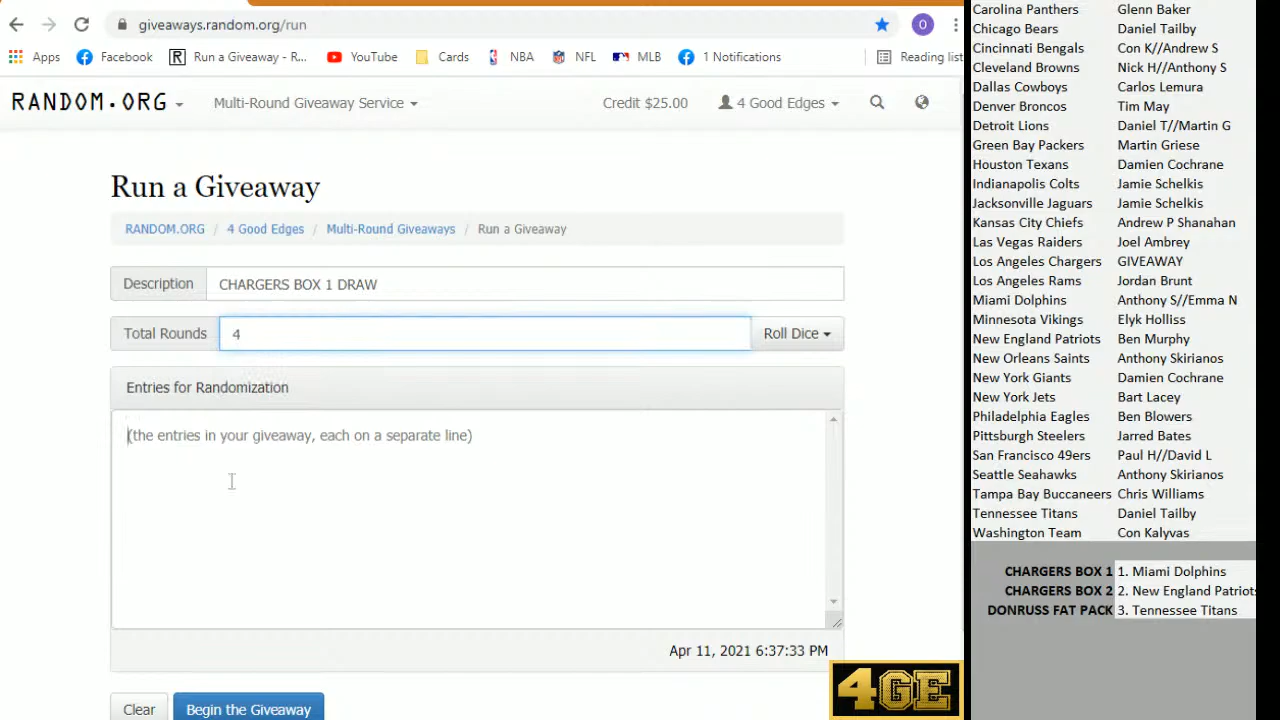 giveaways.random.org/run
O
Apps Facebook R Run a Giveaway - R... YouTube Cards NBA NFL MLB 1 Notifications Reading list
RANDOM.ORG Multi-Round Giveaway Service Credit $25.00 4 Good Edges
Run a Giveaway
RANDOM.ORG / 4 Good Edges / Multi-Round Giveaways / Run a Giveaway
Description CHARGERS BOX 1 DRAW
Total Rounds 4 Roll Dice
Entries for Randomization
(the entries in your giveaway, each on a separate line)
Apr 11, 2021 6:37:33 PM
Clear Begin the Giveaway
4GE
Carolina Panthers Glenn Baker
Chicago Bears Daniel Tailby
Cincinnati Bengals Con K//Andrew S
Cleveland Browns Nick H//Anthony S
Dallas Cowboys Carlos Lemura
Denver Broncos Tim May
Detroit Lions Daniel T//Martin G
Green Bay Packers Martin Griese
Houston Texans Damien Cochrane
Indianapolis Colts Jamie Schelkis
Jacksonville Jaguars Jamie Schelkis
Kansas City Chiefs Andrew P Shanahan
Las Vegas Raiders Joel Ambrey
Los Angeles Chargers GIVEAWAY
Los Angeles Rams Jordan Brunt
Miami Dolphins Anthony S//Emma N
Minnesota Vikings Elyk Holliss
New England Patriots Ben Murphy
New Orleans Saints Anthony Skirianos
New York Giants Damien Cochrane
New York Jets Bart Lacey
Philadelphia Eagles Ben Blowers
Pittsburgh Steelers Jarred Bates
San Francisco 49ers Paul H//David L
Seattle Seahawks Anthony Skirianos
Tampa Bay Buccaneers Chris Williams
Tennessee Titans Daniel Tailby
Washington Team Con Kalyvas
CHARGERS BOX 1 1. Miami Dolphins
CHARGERS BOX 2 2. New England Patriots
DONRUSS FAT PACK 3. Tennessee Titans